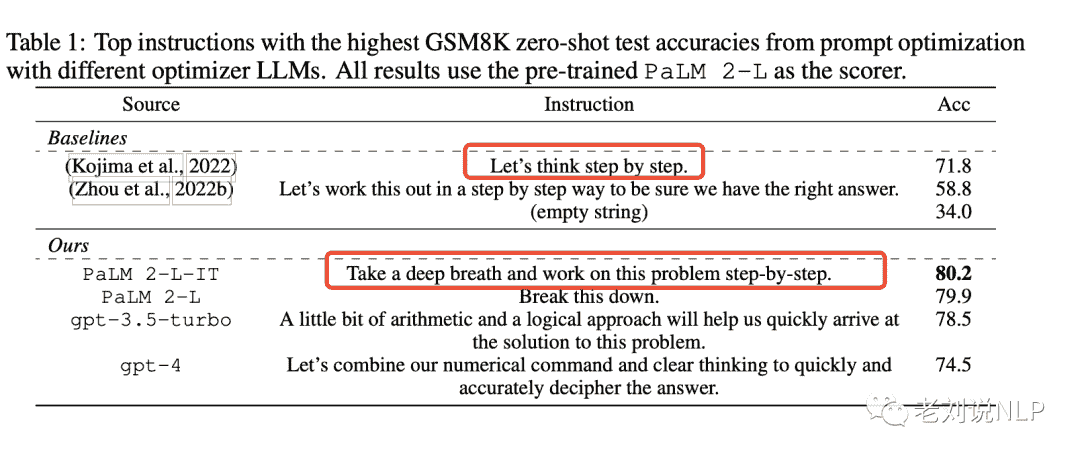 Table 1: Top instructions with the highest GSM8K zero-shot test accuracies from prompt optimization
with different optimizer LLMs. All results use the pre-trained PaLM 2-L as the scorer.
Source Instruction Acc
Baselines
(Kojima et al., 2022) Let's think step by step. 71.8
(Zhou et al., 2022b) Let's work this out in a step by step way to be sure we have the right answer. 58.8
(empty string) 34.0
Ours
PaLM 2-L-IT Take a deep breath and work on this problem step-by-step. 80.2
PaLM 2-L Break this down. 79.9
gpt-3.5-turbo A little bit of arithmetic and a logical approach will help us quickly arrive at 78.5
the solution to this problem.
gpt-4 Let's combine our numerical command and clear thinking to quickly and 74.5
accurately decipher the answer.
老刘说NLP